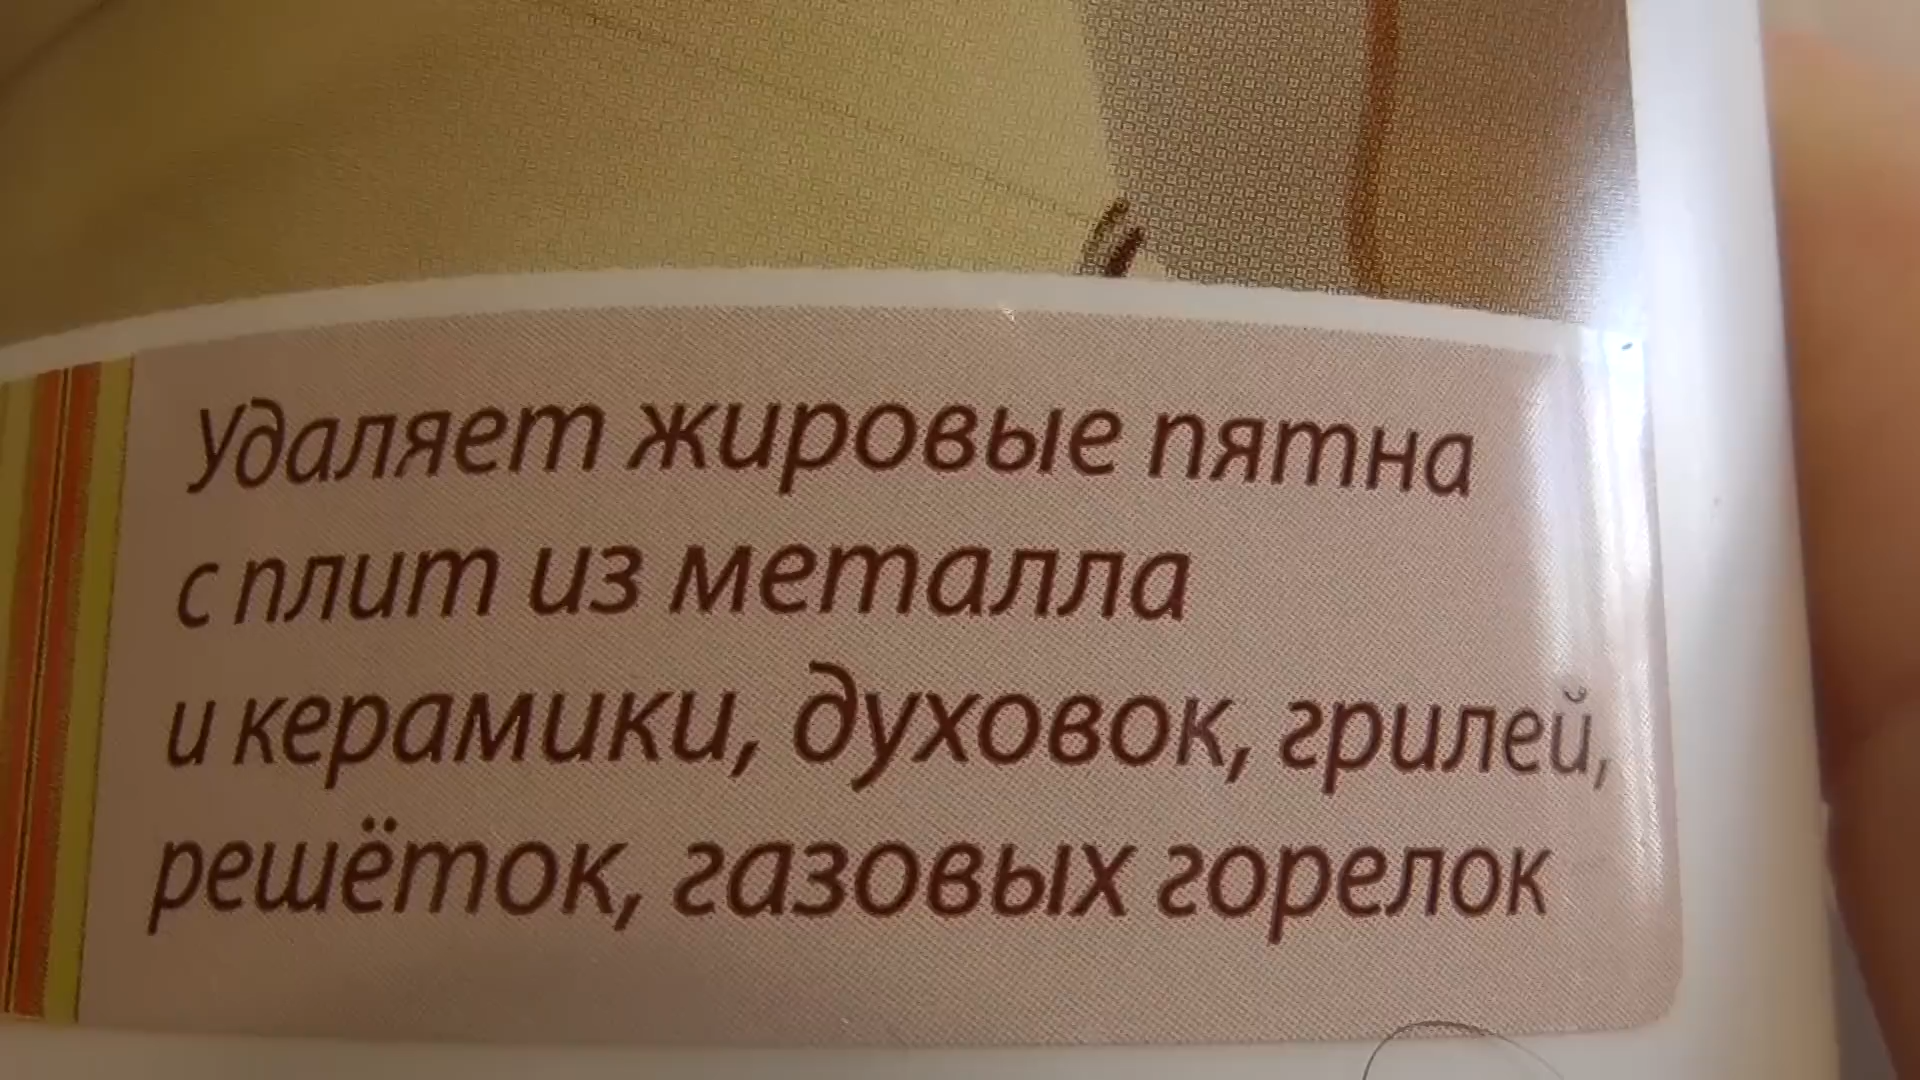 Удаляет жировые пятна
с плит из металла
и керамики, духовок, грилей,
решёток, газовых горелок